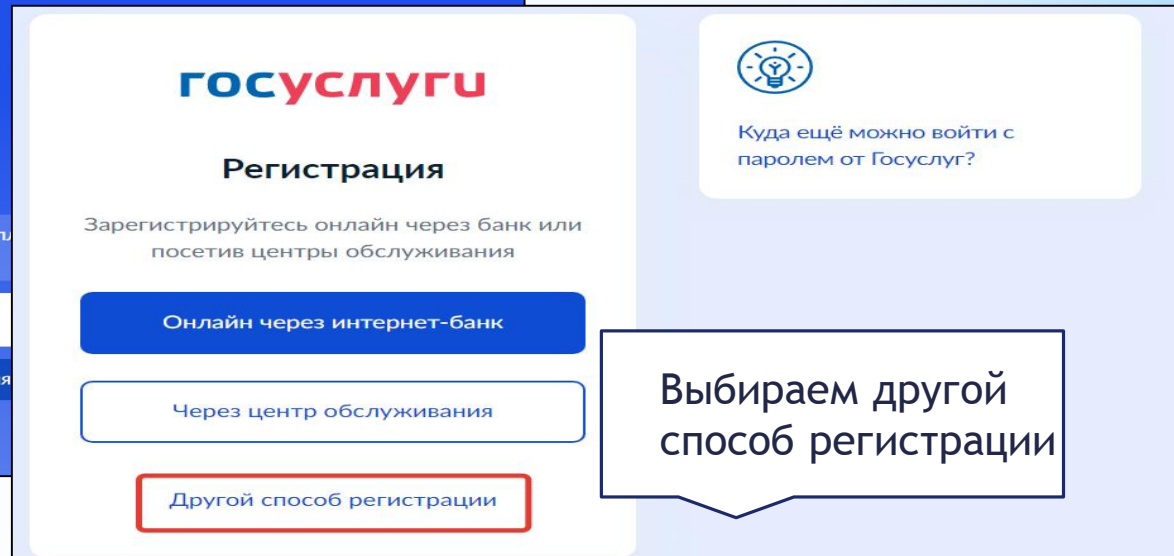 госуслуги
Регистрация
Зарегистрируйтесь онлайн через банк или
посетив центры обслуживания
Онлайн через интернет-банк
Через центр обслуживания
Другой способ регистрации
Куда ещё можно войти с
паролем от Госуслуг?
Выбираем другой
способ регистрации